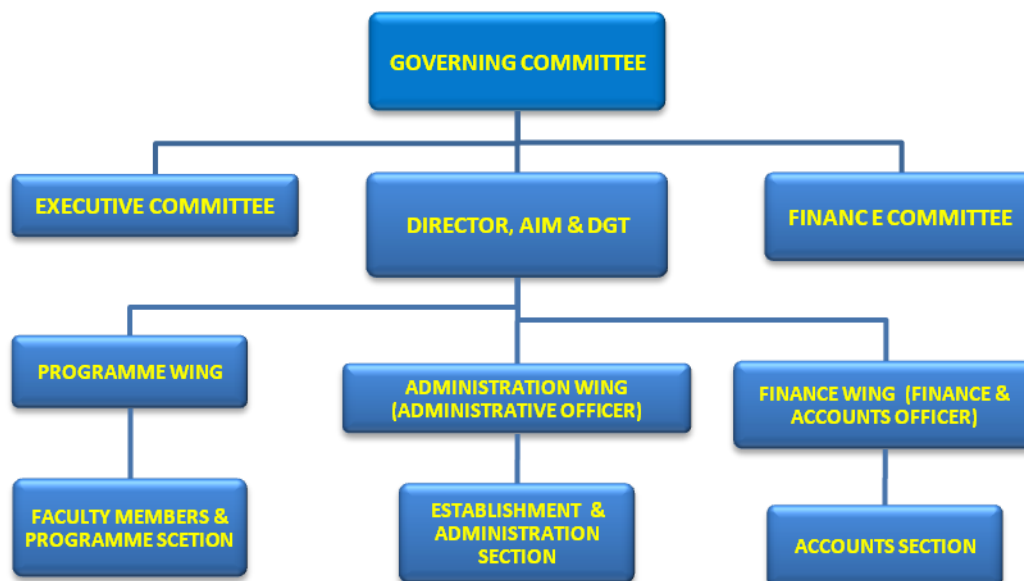 GOVERNING COMMITTEE
EXECUTIVE COMMITTEE
DIRECTOR, AIM & DGT
FINANC E COMMITTEE
PROGRAMME WING
ADMINISTRATION WING
(ADMINISTRATIVE OFFICER)
FINANCE WING (FINANCE &
ACCOUNTS OFFICER)
FACULTY MEMBERS &
PROGRAMME SCETION
ESTABLISHMENT &
ADMINISTRATION
SECTION
ACCOUNTS SECTION